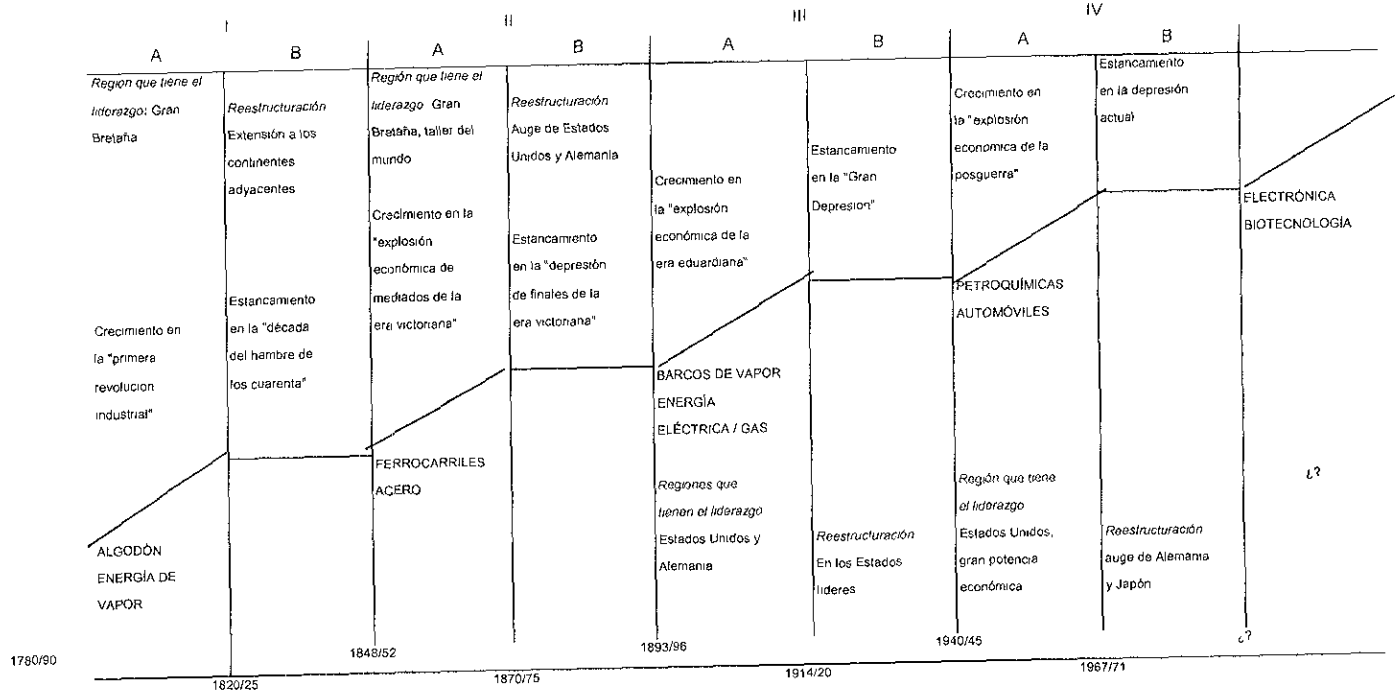 I
II
III
IV
A
B
A
B
A
B
A
B
Región que tiene el
liderazgo: Gran
Bretaña
Crecimiento en
la "primera
revolucion
industrial"
ALGODÓN
ENERGÍA DE
VAPOR
Reestructuración
Extensión a los
continentes
adyacentes
Estancamiento
en la "década
del hambre de
los cuarenta"
Región que tiene el
liderazgo Gran
Bretaña, taller del
mundo
Crecimiento en la
"explosión
económica de
mediados de la
era victoriana"
FERROCARRILES
ACERO
Reestructuración
Auge de Estados
Unidos y Alemania
Estancamiento
en la "depresión
de finales de la
era victoriana"
Crecimiento en
la "explosión
económica de la
era eduardiana"
BARCOS DE VAPOR
ENERGÍA
ELÉCTRICA / GAS
Regiones que
tienen el liderazgo
Estados Unidos y
Alemania
Estancamiento
en la "Gran
Depresion"
Reestructuración
En los Estados
lideres
Crecimiento en
la "explosión
económica de la
posguerra"
PETROQUÍMICAS
AUTOMÓVILES
Región que tiene
el liderazgo
Estados Unidos,
gran potencia
económica
Estancamiento
en la depresión
actual
Reestructuración
auge de Alemania
y Japón
ELECTRÓNICA
BIOTECNOLOGÍA
¿?
1780/90
1820/25
1848/52
1870/75
1893/96
1914/20
1940/45
1967/71
¿?